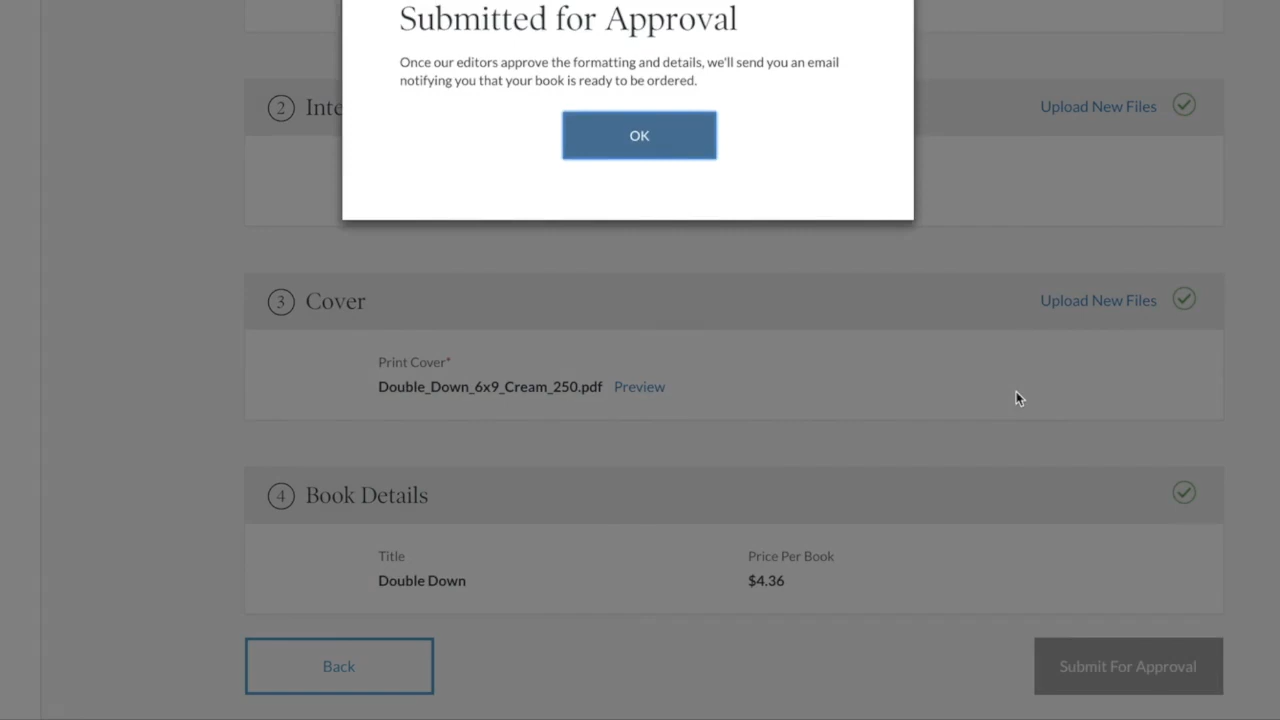 Submitted for Approval
Once our editors approve the formatting and details, we'll send you an email
notifying you that your book is ready to be ordered.
OK
2 Inte
Upload New Files
3 Cover
Upload New Files
Print Cover*
Double_Down_6x9_Cream_250.pdf Preview
4 Book Details
Title
Price Per Book
Double Down
$4.36
Back
Submit For Approval